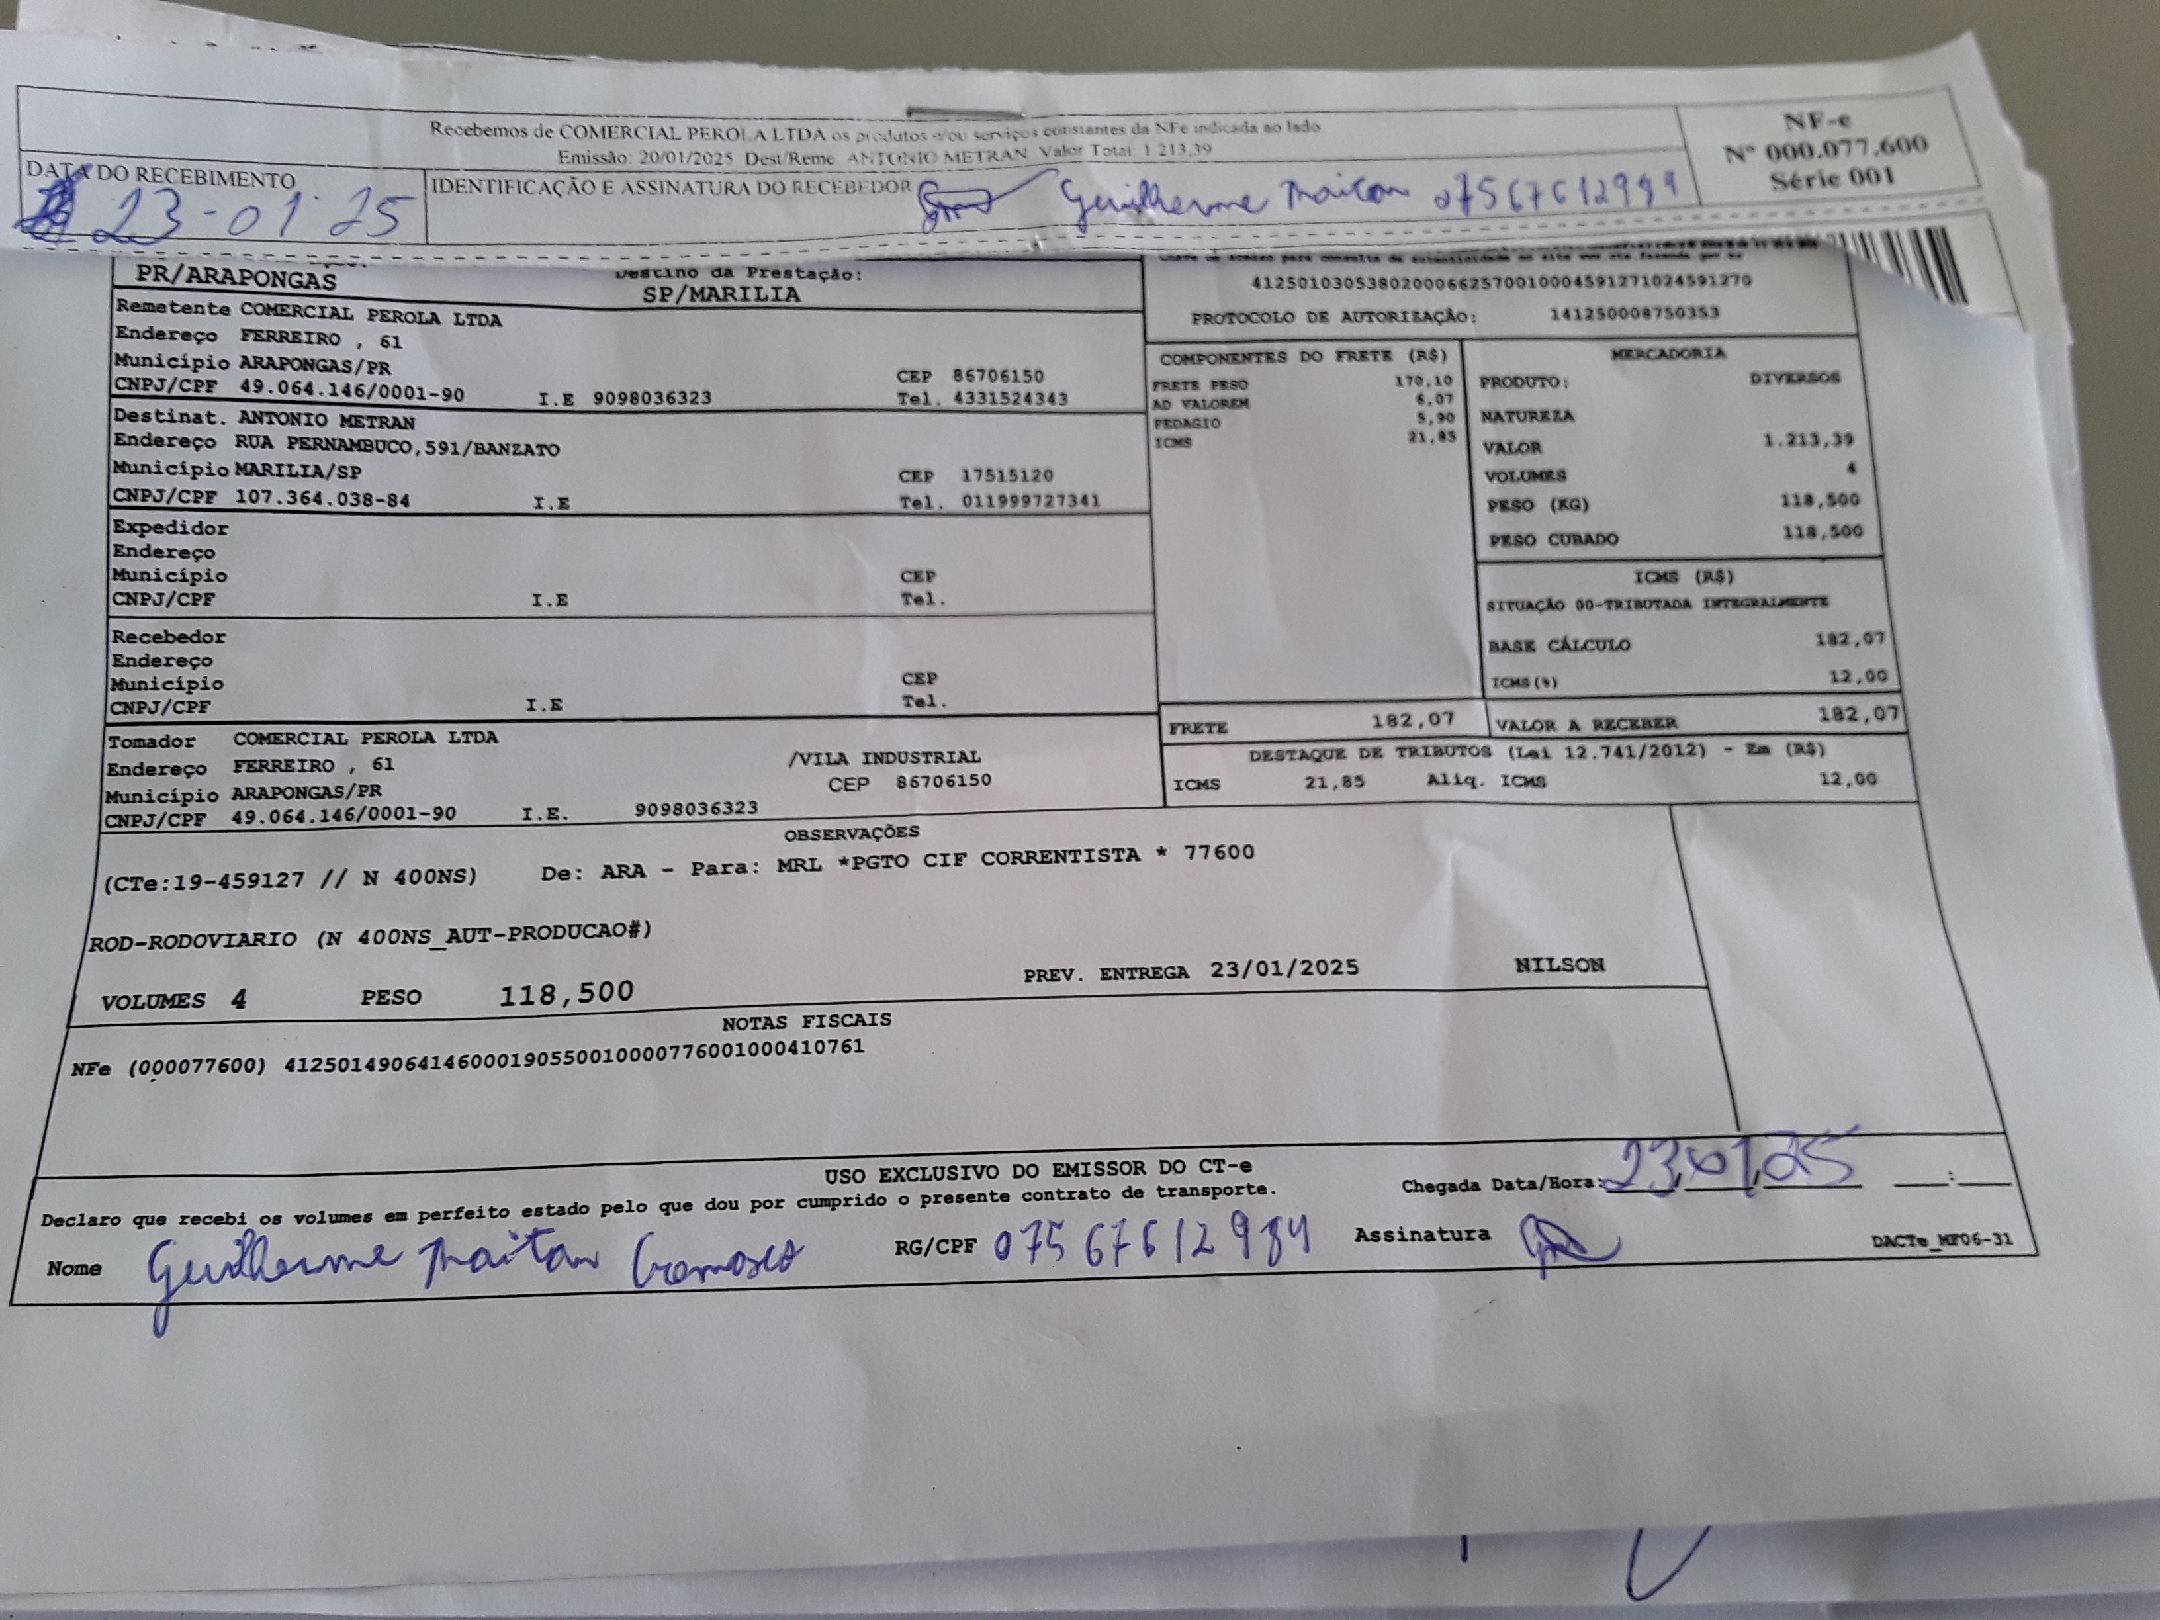 Recebemos de COMERCIAL PEROLA LTDA os produtos e/ou serviços constantes da NFe indicada ao lado
Emissão: 20/01/2025 Dest/Reme: ANTONIO METRAN Valor Total: 1.213,39
NF-e
Nº 000.077.600
Série 001
DATA DO RECEBIMENTO
23-01-25
IDENTIFICAÇÃO E ASSINATURA DO RECEBEDOR
Guilherme Maitan 07567612989
PR/ARAPONGAS
Destino da Prestação:
SP/MARILIA
41250103053802000662570010004591271024591270
PROTOCOLO DE AUTORIZAÇÃO: 141250008750353
Remetente COMERCIAL PEROLA LTDA
Endereço FERREIRO , 61
Município ARAPONGAS/PR CEP 86706150
CNPJ/CPF 49.064.146/0001-90 I.E 9098036323 Tel. 4331524343
Destinat. ANTONIO METRAN
Endereço RUA PERNAMBUCO,591/BANZATO
Município MARILIA/SP CEP 17515120
CNPJ/CPF 107.364.038-84 I.E Tel. 011999727341
Expedidor
Endereço
Município CEP
CNPJ/CPF I.E Tel.
Recebedor
Endereço
Município CEP
CNPJ/CPF I.E Tel.
Tomador COMERCIAL PEROLA LTDA
Endereço FERREIRO , 61 /VILA INDUSTRIAL
Município ARAPONGAS/PR CEP 86706150
CNPJ/CPF 49.064.146/0001-90 I.E. 9098036323
COMPONENTES DO FRETE (R$)
FRETE PESO 170,10
AD VALOREM 6,07
PEDAGIO 5,90
ICMS 21,85
MERCADORIA
PRODUTO: DIVERSOS
NATUREZA
VALOR 1.213,39
VOLUMES 4
PESO (KG) 118,500
PESO CUBADO 118,500
ICMS (R$)
SITUAÇÃO 00-TRIBUTADA INTEGRALMENTE
BASE CÁLCULO 182,07
ICMS(%) 12,00
FRETE 182,07
VALOR A RECEBER 182,07
DESTAQUE DE TRIBUTOS (Lei 12.741/2012) - Em (R$)
ICMS 21,85 Aliq. ICMS 12,00
OBSERVAÇÕES
(CTe:19-459127 // N 400NS) De: ARA - Para: MRL *PGTO CIF CORRENTISTA * 77600
ROD-RODOVIARIO (N 400NS_AUT-PRODUCAO#)
VOLUMES 4 PESO 118,500 PREV. ENTREGA 23/01/2025 NILSON
NOTAS FISCAIS
NFe (000077600) 41250149064146000190550010000776001000410761
USO EXCLUSIVO DO EMISSOR DO CT-e
Declaro que recebi os volumes em perfeito estado pelo que dou por cumprido o presente contrato de transporte.
Chegada Data/Hora: 23/01/25 :
Nome Guilherme Maitan RG/CPF 07567612989 Assinatura
DACTe_MF06-31